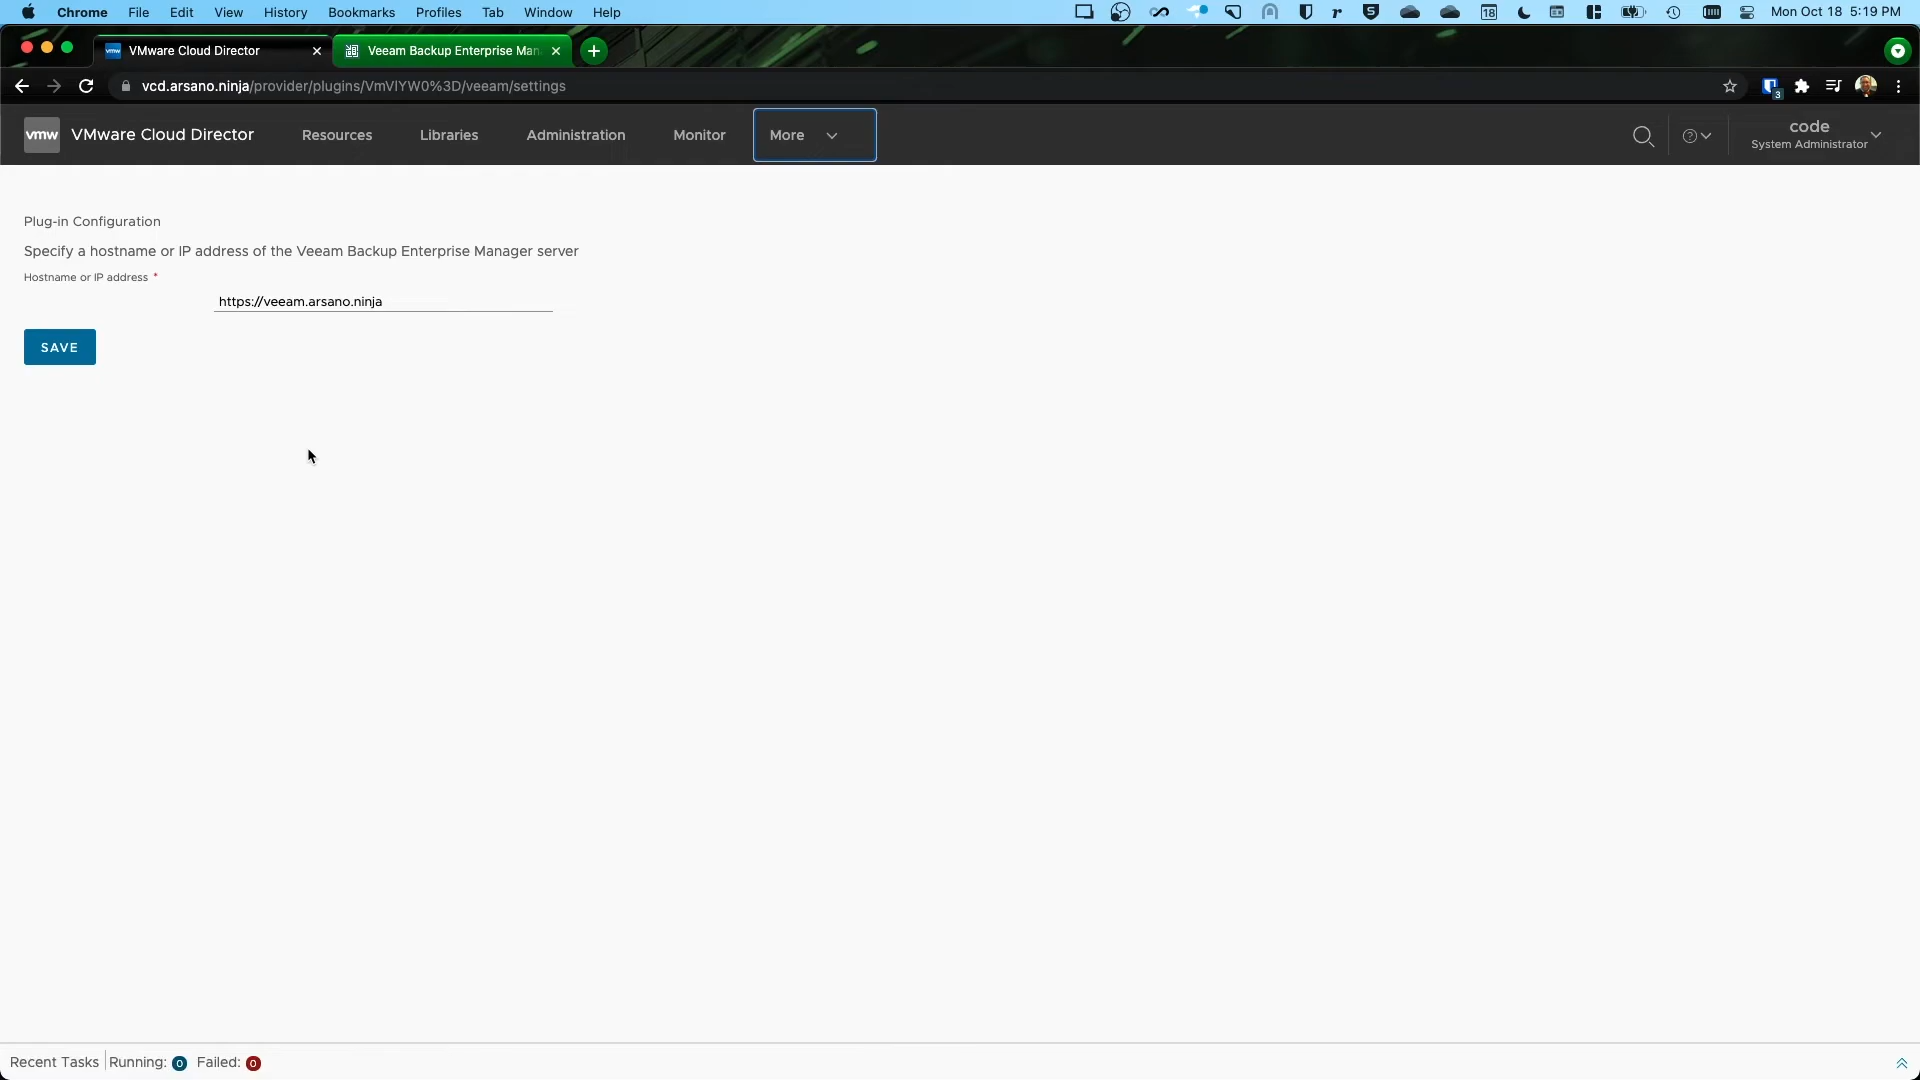 Chrome File Edit View History Bookmarks Profiles Tab Window Help 18 Mon Oct 18 5:19 PM
vmw VMware Cloud Director Veeam Backup Enterprise Man
vcd.arsano.ninja/provider/plugins/VmVlYW0%3D/veeam/settings 3
vmw VMware Cloud Director Resources Libraries Administration Monitor More code
System Administrator
Plug-in Configuration
Specify a hostname or IP address of the Veeam Backup Enterprise Manager server
Hostname or IP address *
https://veeam.arsano.ninja
SAVE
Recent Tasks Running: 0 Failed: 0